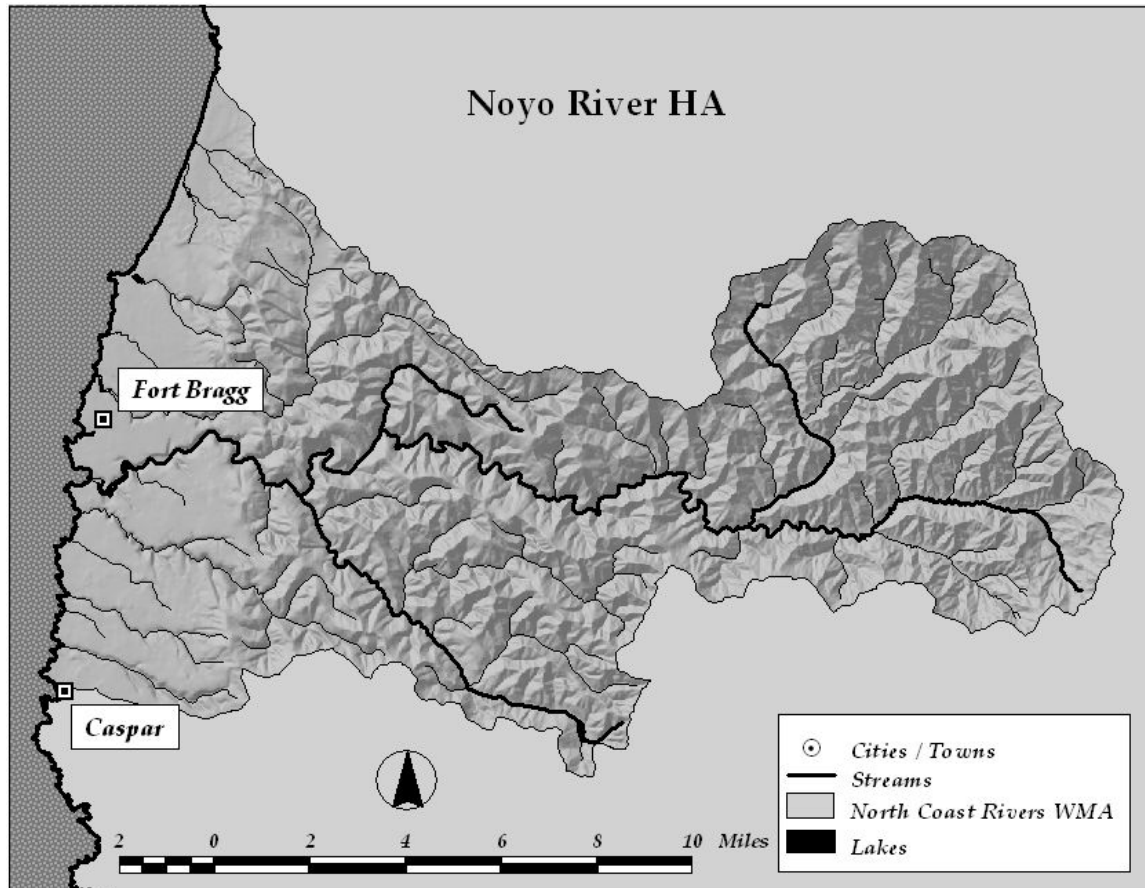 Noyo River HA
Fort Bragg
Caspar
Cities / Towns
Streams
North Coast Rivers WMA
Lakes
2 0 2 4 6 8 10 Miles